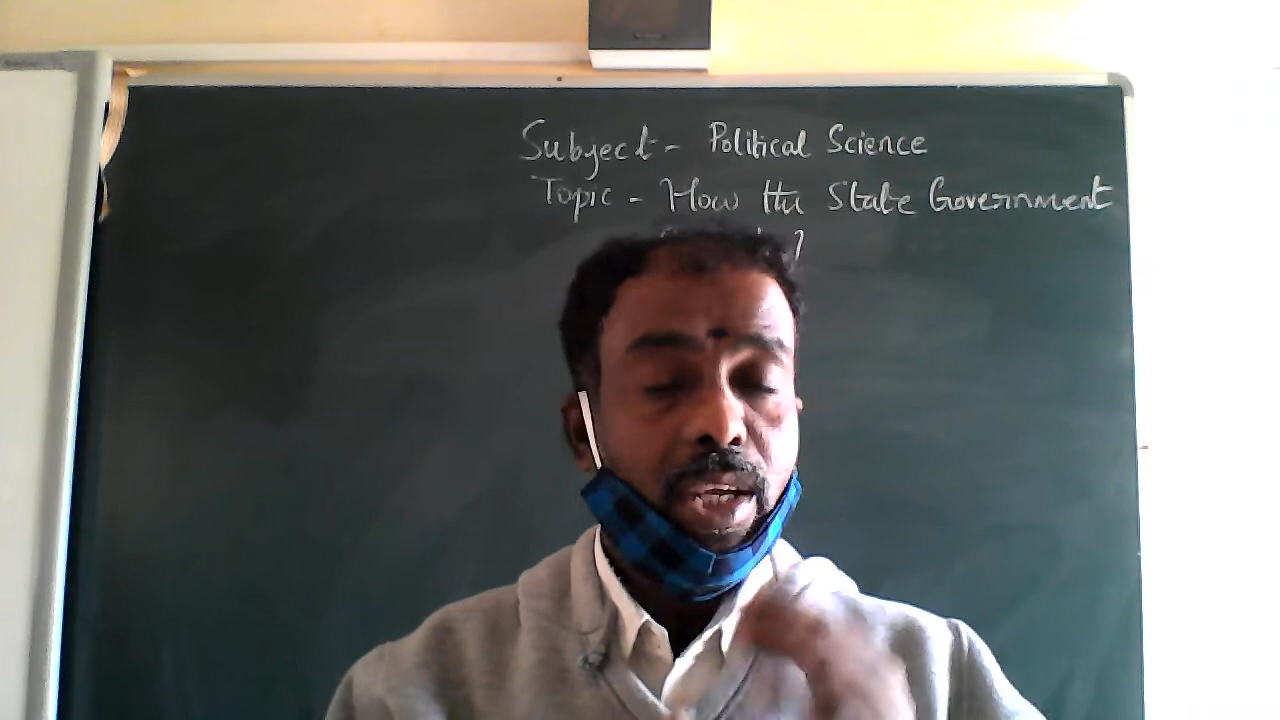 Subject - Political Science
Topic - How the State Government
?